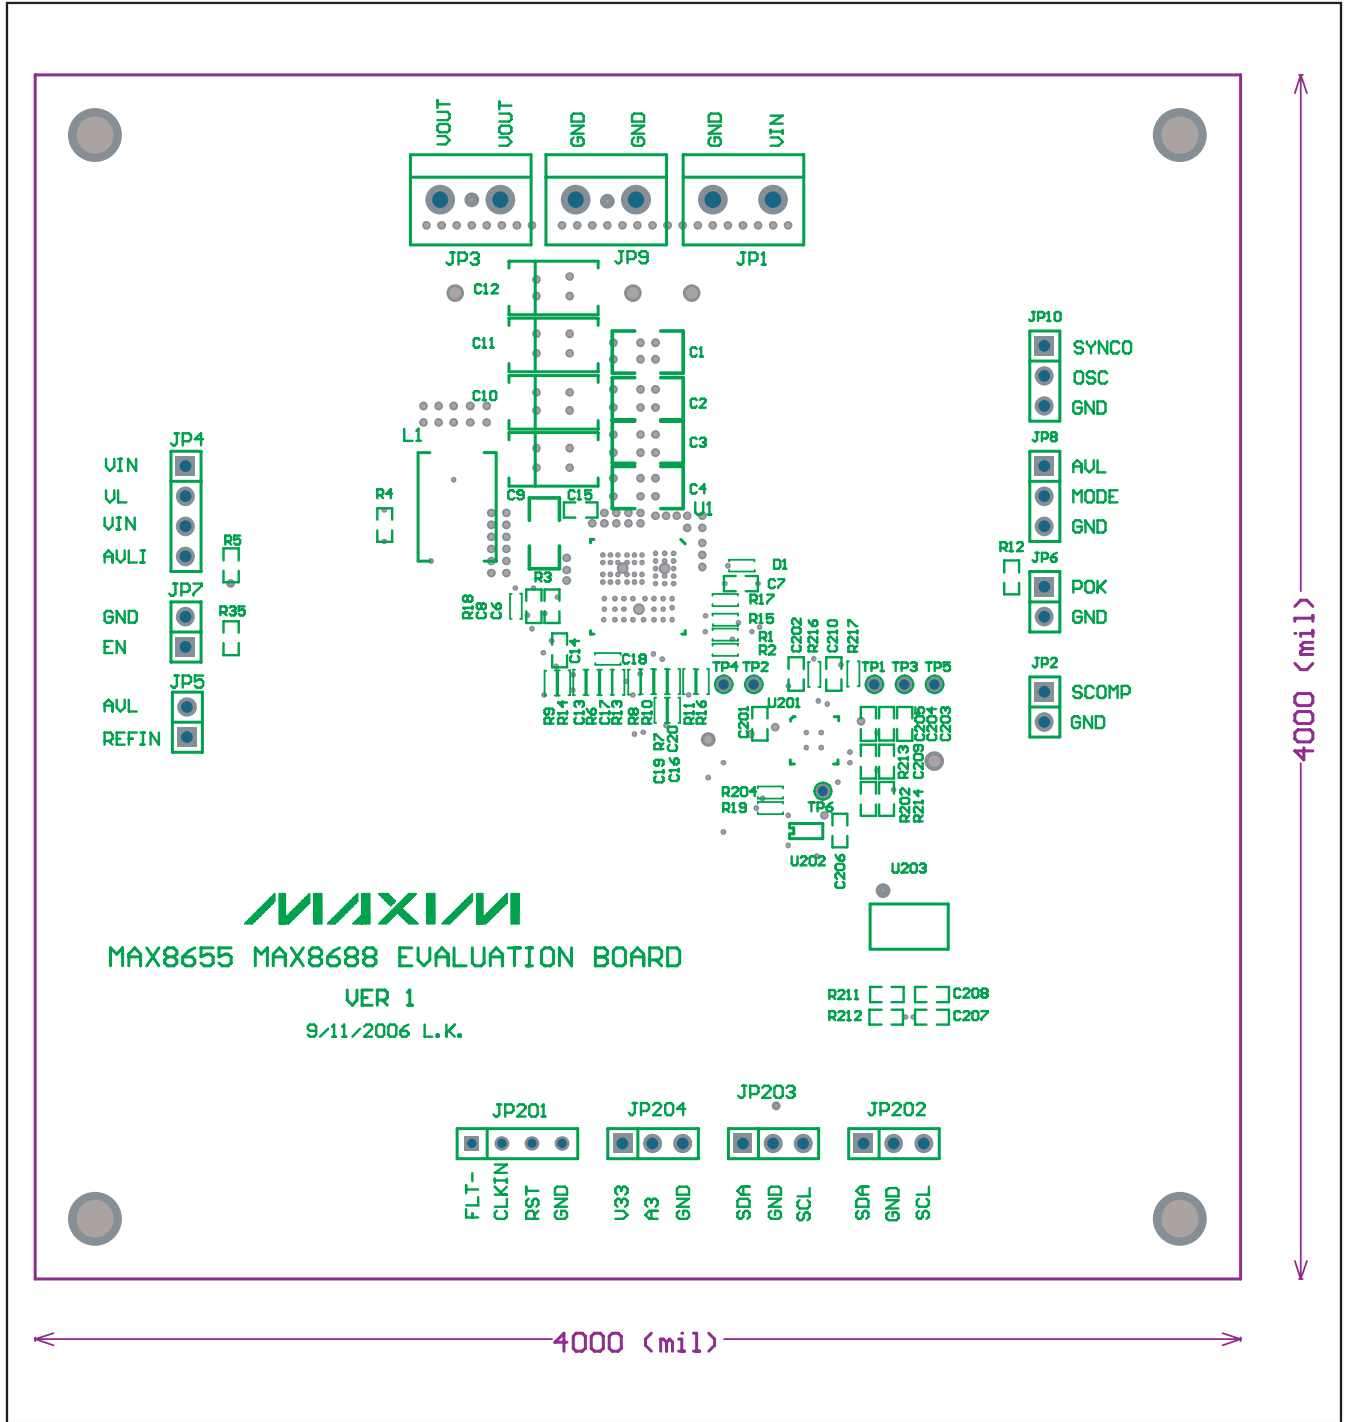 VOUT
VOUT
GND
GND
GND
VIN
JP3
JP9
JP1
C12
C11
C10
C9
C15
C1
C2
C3
C4
U1
L1
R4
JP4
VIN
VL
VIN
AVLI
R5
JP7
GND
EN
R35
JP5
AVL
REFIN
JP10
SYNCO
OSC
GND
JP8
AVL
MODE
GND
R12
JP6
POK
GND
JP2
SCOMP
GND
D1
C7
R17
R15
R1
R2
R3
R18
C8
C6
C14
C18
C202
R216
C210
R217
TP4
TP2
TP1
TP3
TP5
R9
R14
C13
R6
C17
R13
R8
R10
R11
R16
R7
C20
C19
C16
C201
U201
C205
C204
C203
R213
C209
R202
R214
R204
R19
TP6
U202
C206
U203
MAXIM
MAX8655 MAX8688 EVALUATION BOARD
VER 1
9/11/2006 L.K.
R211
C208
R212
C207
JP201
JP204
JP203
JP202
FLT-
CLKIN
RST
GND
V33
A3
GND
SDA
GND
SCL
SDA
GND
SCL
4000 (mil)
4000 (mil)